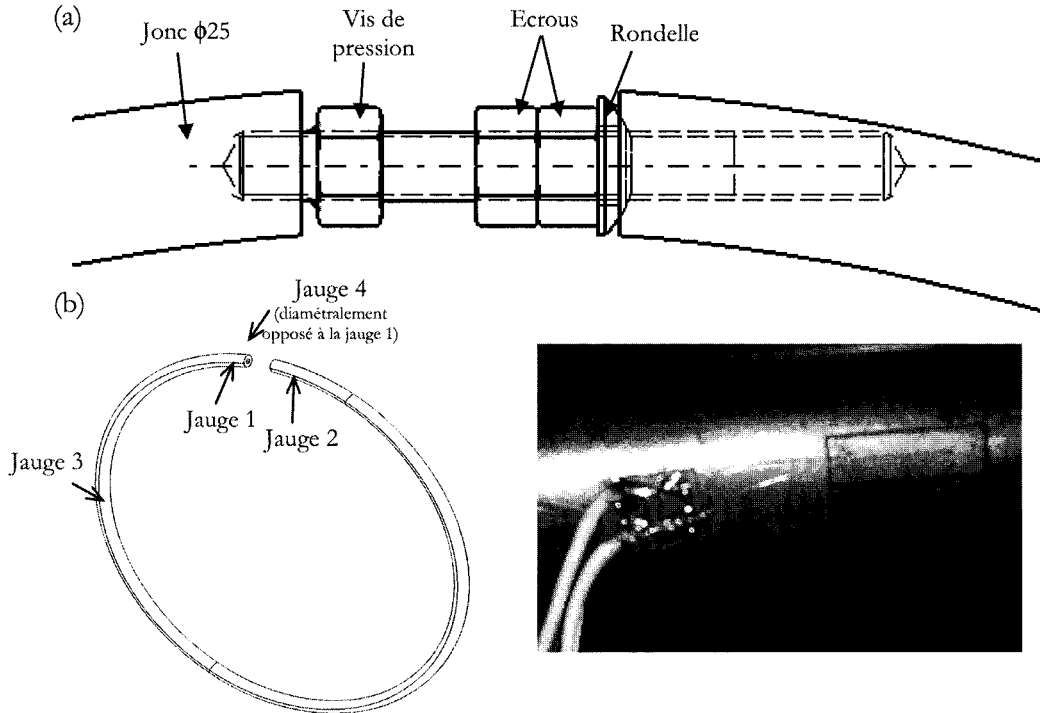 (a)
Jonc ϕ25
Vis de
pression
Ecrous
Rondelle
(b)
Jauge 4
(diamétralement
opposé à la jauge 1)
Jauge 1
Jauge 2
Jauge 3